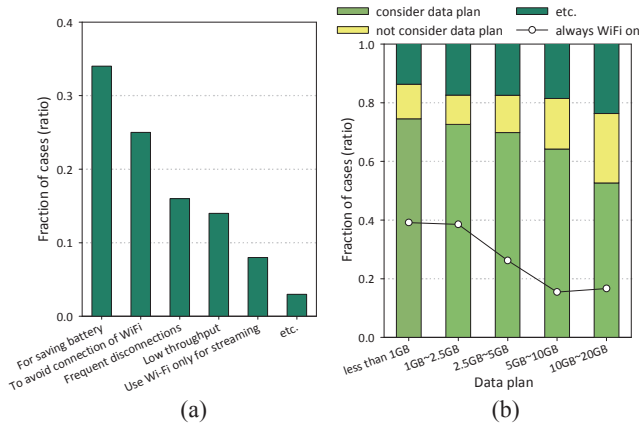 consider data plan
etc.
not consider data plan
always WiFi on
0.4
0.3
0.2
0.1
0.0
Fraction of cases (ratio)
For saving battery
To avoid connection of WiFi
Frequent disconnections
Low throughput
Use Wi-Fi only for streaming
etc.
(a)
1.0
0.8
0.6
0.4
0.2
0.0
Fraction of cases (ratio)
less than 1GB
1GB~2.5GB
2.5GB~5GB
5GB~10GB
10GB~20GB
Data plan
(b)